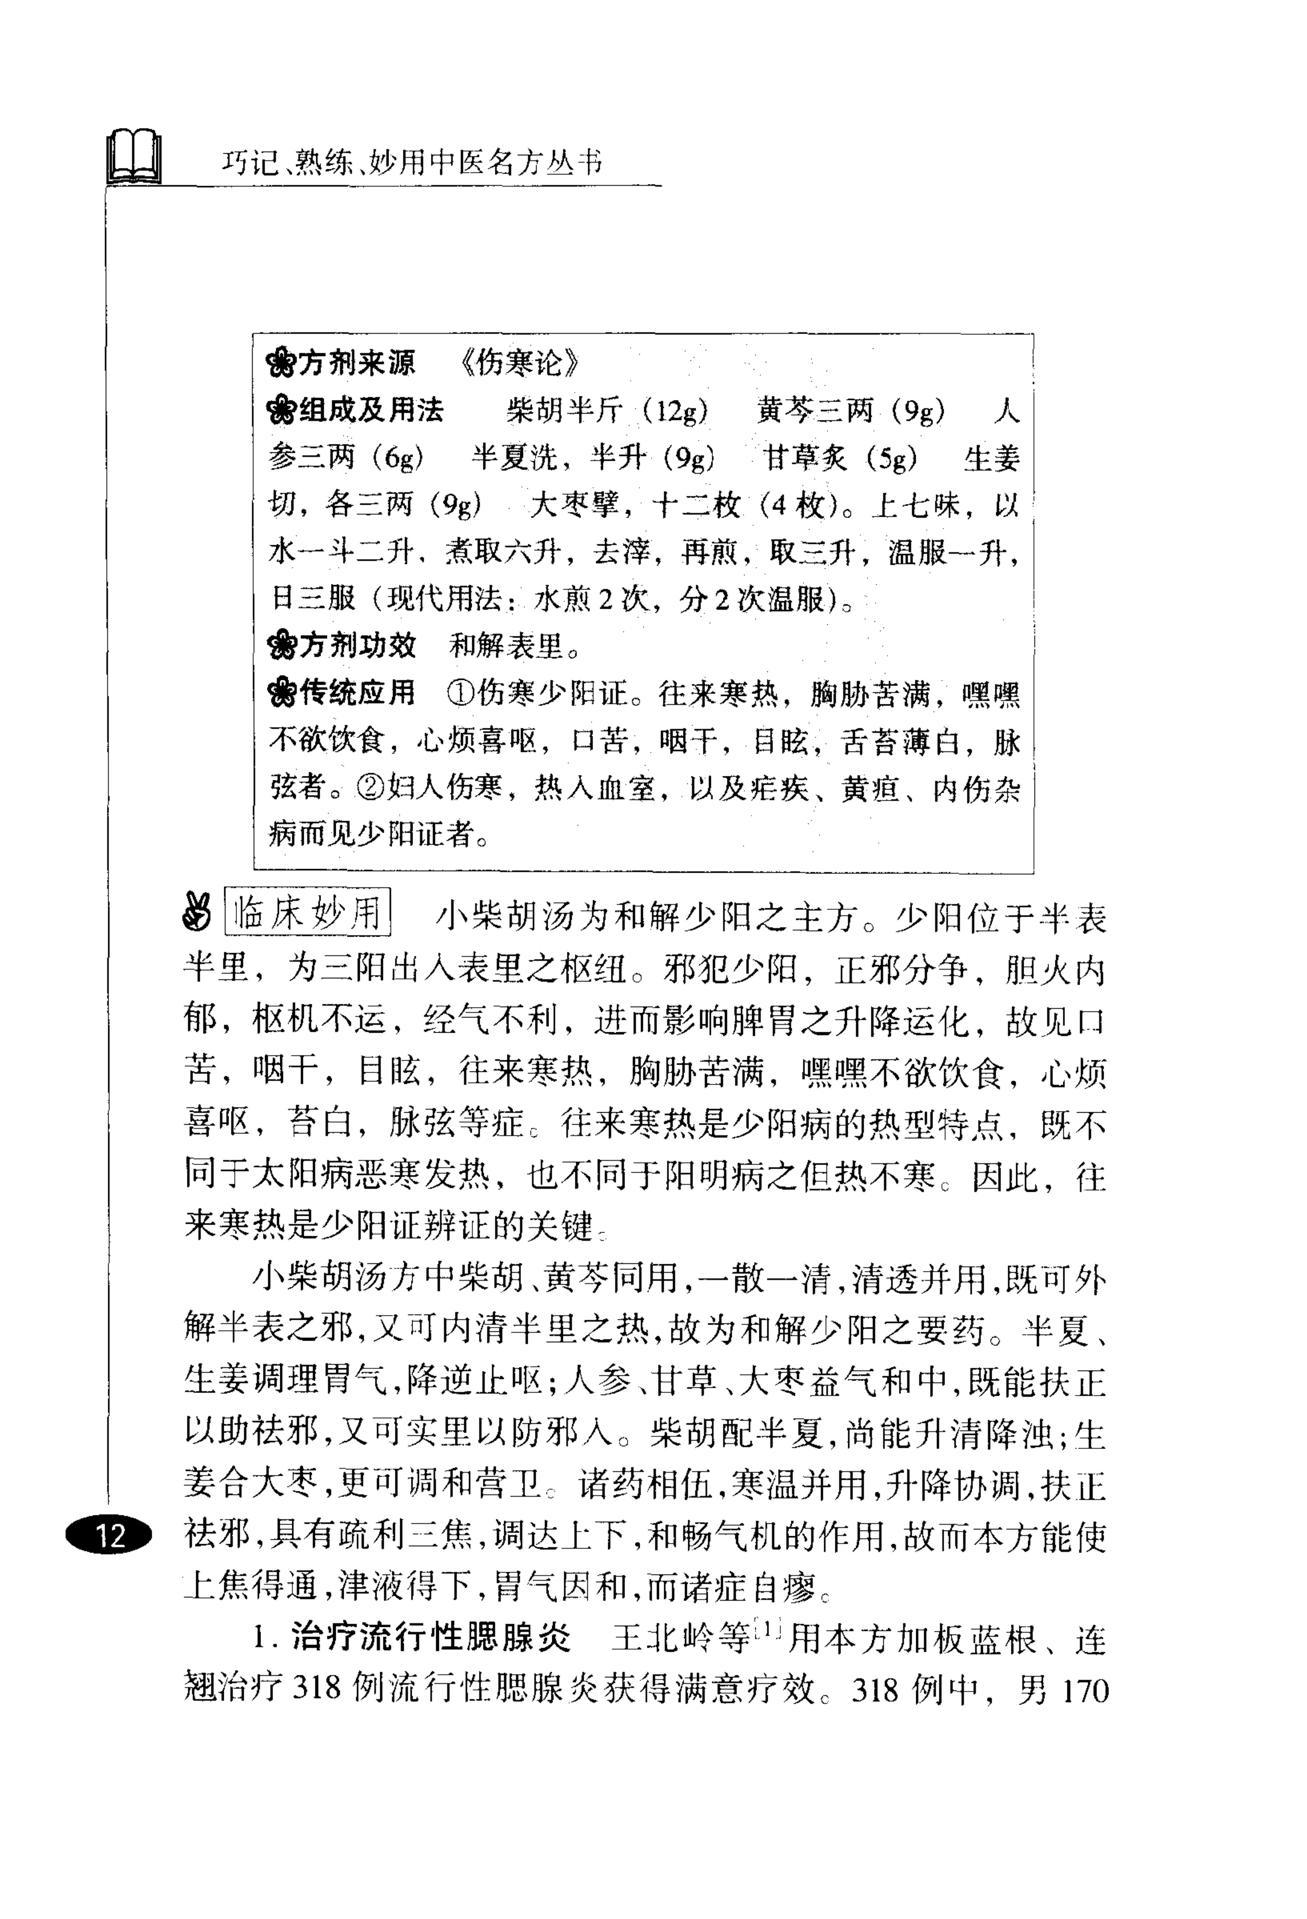 巧记、熟练、妙用中医名方丛书
方剂来源 《伤寒论》
组成及用法 柴胡半斤（12g） 黄芩三两（9g） 人
参三两（6g） 半夏洗，半升（9g） 甘草炙（5g） 生姜
切，各三两（9g） 大枣擘，十二枚（4枚）。上七味，以
水一斗二升，煮取六升，去滓，再煎，取三升，温服一升，
日三服（现代用法：水煎2次，分2次温服）。
方剂功效 和解表里。
传统应用 ①伤寒少阳证。往来寒热，胸胁苦满，嘿嘿
不欲饮食，心烦喜呕，口苦，咽干，目眩，舌苔薄白，脉
弦者。②妇人伤寒，热入血室，以及疟疾、黄疸、内伤杂
病而见少阳证者。
临床妙用 小柴胡汤为和解少阳之主方。少阳位于半表
半里，为三阳出入表里之枢纽。邪犯少阳，正邪分争，胆火内
郁，枢机不运，经气不利，进而影响脾胃之升降运化，故见口
苦，咽干，目眩，往来寒热，胸胁苦满，嘿嘿不欲饮食，心烦
喜呕，苔白，脉弦等症。往来寒热是少阳病的热型特点，既不
同于太阳病恶寒发热，也不同于阳明病之但热不寒。因此，往
来寒热是少阳证辨证的关键。
小柴胡汤方中柴胡、黄芩同用,一散一清,清透并用,既可外
解半表之邪,又可内清半里之热,故为和解少阳之要药。半夏、
生姜调理胃气,降逆止呕;人参、甘草、大枣益气和中,既能扶正
以助祛邪,又可实里以防邪入。柴胡配半夏,尚能升清降浊;生
姜合大枣,更可调和营卫。诸药相伍,寒温并用,升降协调,扶正
祛邪,具有疏利三焦,调达上下,和畅气机的作用,故而本方能使
上焦得通,津液得下,胃气因和,而诸症自瘳。
1. 治疗流行性腮腺炎 王北岭等[1]用本方加板蓝根、连
翘治疗318例流行性腮腺炎获得满意疗效。318例中，男170
12